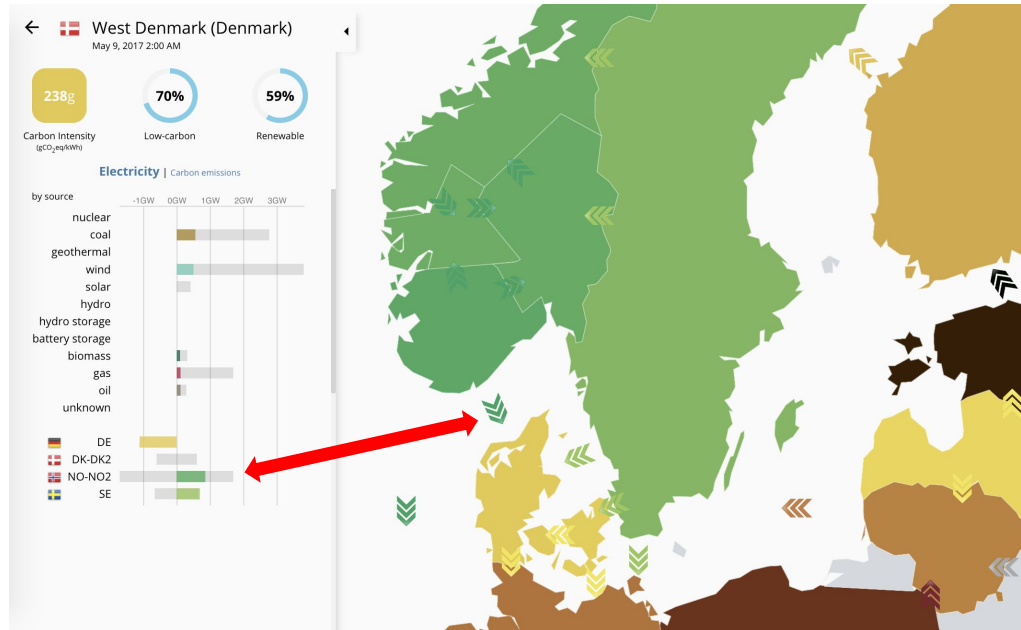 West Denmark (Denmark)
May 9, 2017 2:00 AM
238g
70%
59%
Carbon Intensity
(gCO2eq/kWh)
Low-carbon
Renewable
Electricity | Carbon emissions
by source
-1GW 0GW 1GW 2GW 3GW
nuclear
coal
geothermal
wind
solar
hydro
hydro storage
battery storage
biomass
gas
oil
unknown
DE
DK-DK2
NO-NO2
SE